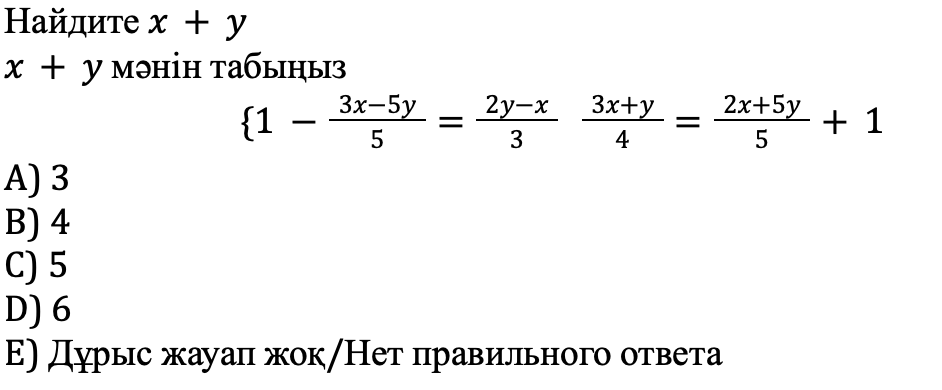 Найдите x + y
x + y мәнін табыңыз
{1 − 3x−5y/5 = 2y−x/3 3x+y/4 = 2x+5y/5 + 1
A) 3
B) 4
C) 5
D) 6
E) Дұрыс жауап жоқ/Нет правильного ответа